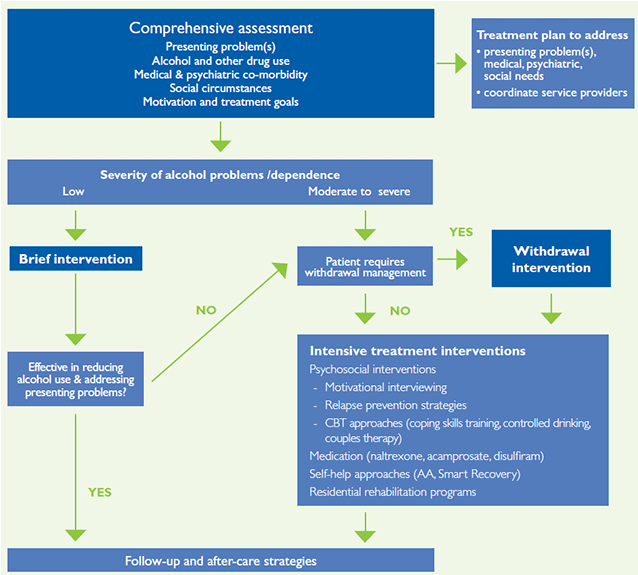 Comprehensive assessment
Presenting problem(s)
Alcohol and other drug use
Medical & psychiatric co-morbidity
Social circumstances
Motivation and treatment goals
Treatment plan to address
• presenting problem(s),
medical, psychiatric,
social needs
• coordinate service providers
Severity of alcohol problems /dependence
Low
Moderate to severe
Brief intervention
Patient requires
withdrawal management
YES
Withdrawal
intervention
NO
NO
Effective in reducing
alcohol use & addressing
presenting problems?
Intensive treatment interventions
Psychosocial interventions
- Motivational interviewing
- Relapse prevention strategies
- CBT approaches (coping skills training, controlled drinking,
couples therapy)
Medication (naltrexone, acamprosate, disulfiram)
Self-help approaches (AA, Smart Recovery)
Residential rehabilitation programs
YES
Follow-up and after-care strategies